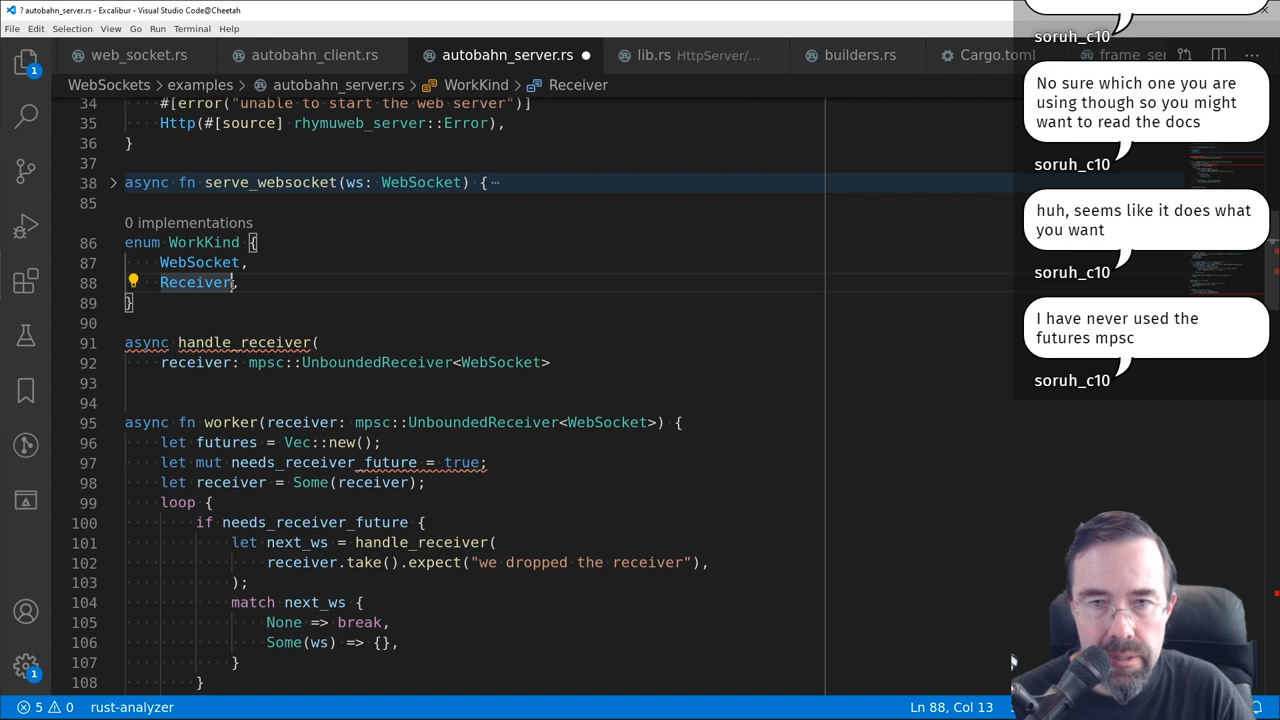 ? autobahn_server.rs - Excalibur - Visual Studio Code@Cheetah
File Edit Selection View Go Run Terminal Help
web_socket.rs autobahn_client.rs autobahn_server.rs ● lib.rs HttpServer/... builders.rs Cargo.toml frame_ser
WebSockets > examples > autobahn_server.rs > WorkKind > Receiver
34 #[error("unable to start the web server")]
35 Http(#[source] rhymuweb_server::Error),
36 }
37
38 async fn serve_websocket(ws: WebSocket) {…
85
0 implementations
86 enum WorkKind {
87 WebSocket,
88 Receiver,
89 }
90
91 async handle_receiver(
92 receiver: mpsc::UnboundedReceiver<WebSocket>
93
94
95 async fn worker(receiver: mpsc::UnboundedReceiver<WebSocket>) {
96 let futures = Vec::new();
97 let mut needs_receiver_future = true;
98 let receiver = Some(receiver);
99 loop {
100 if needs_receiver_future {
101 let next_ws = handle_receiver(
102 receiver.take().expect("we dropped the receiver"),
103 );
104 match next_ws {
105 None => break,
106 Some(ws) => {},
107 }
108 }
soruh_c10
No sure which one you are
using though so you might
want to read the docs
soruh_c10
huh, seems like it does what
you want
soruh_c10
I have never used the
futures mpsc
soruh_c10
1
1
5 0 rust-analyzer Ln 88, Col 13